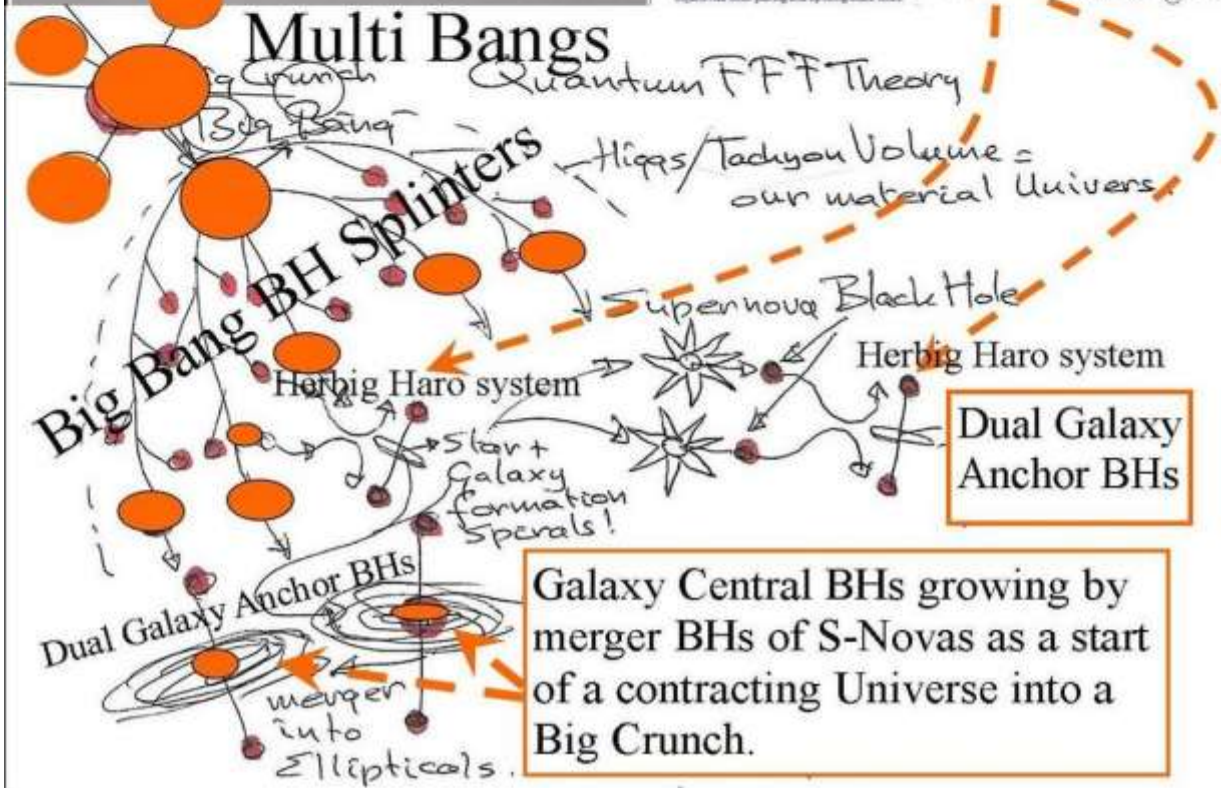 Multi Bangs
Big Crunch
Quantum FFF Theory
Big Bang
Higgs/Tachyon Volume =
our material Univers.
Big Bang BH Splinters
Supernova Black Hole
Herbig Haro system
Herbig Haro system
Dual Galaxy
Anchor BHs
Star +
Galaxy
formation
Spirals!
Dual Galaxy Anchor BHs
Galaxy Central BHs growing by
merger BHs of S-Novas as a start
of a contracting Universe into a
Big Crunch.
merger
into
Ellipticals.